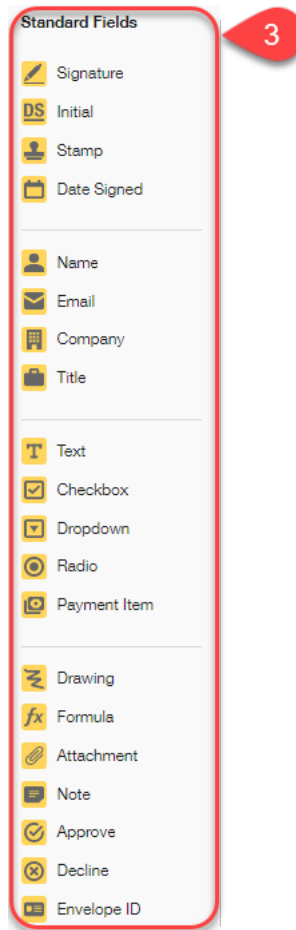 Standard Fields
3
Signature
DS Initial
Stamp
Date Signed
Name
Email
Company
Title
T Text
Checkbox
Dropdown
Radio
Payment Item
Drawing
fx Formula
Attachment
Note
Approve
Decline
Envelope ID